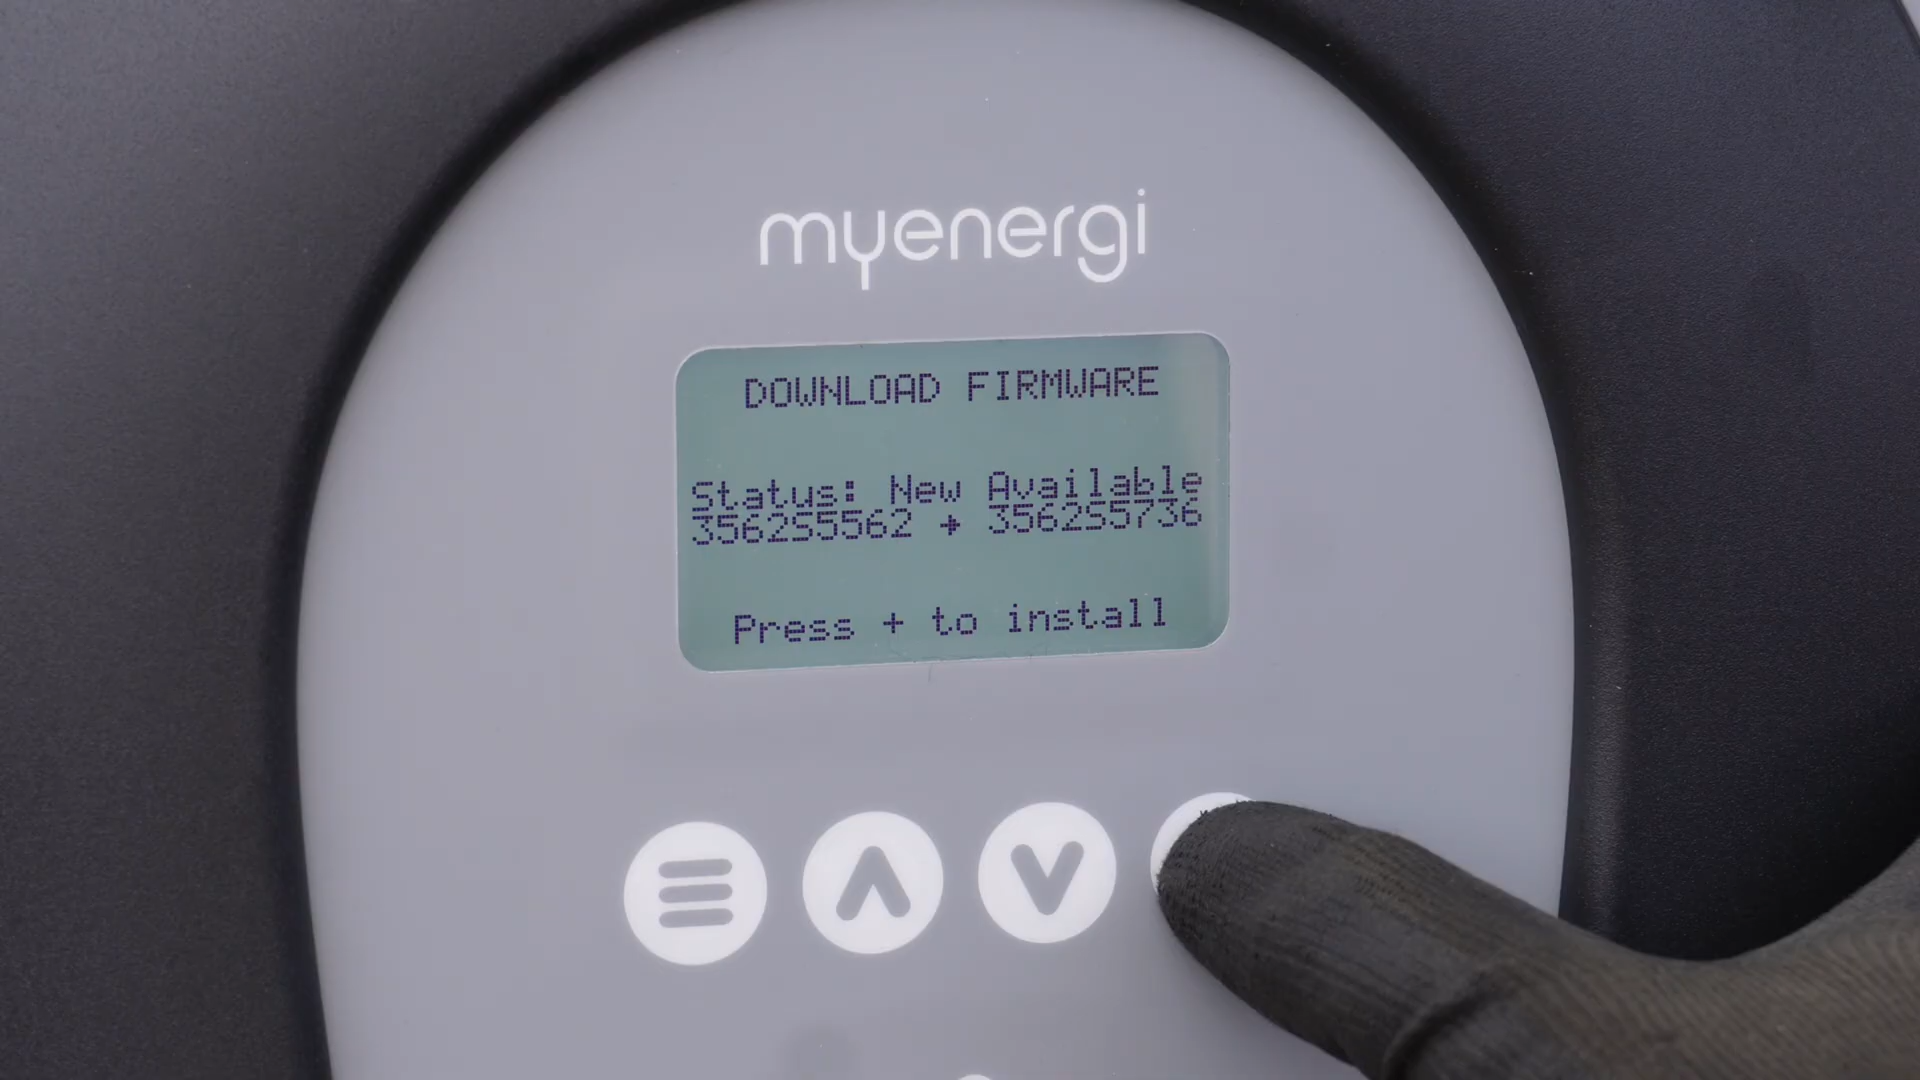 myenergi
DOWNLOAD FIRMWARE
Status: New Available
356255562 → 356255736
Press + to install